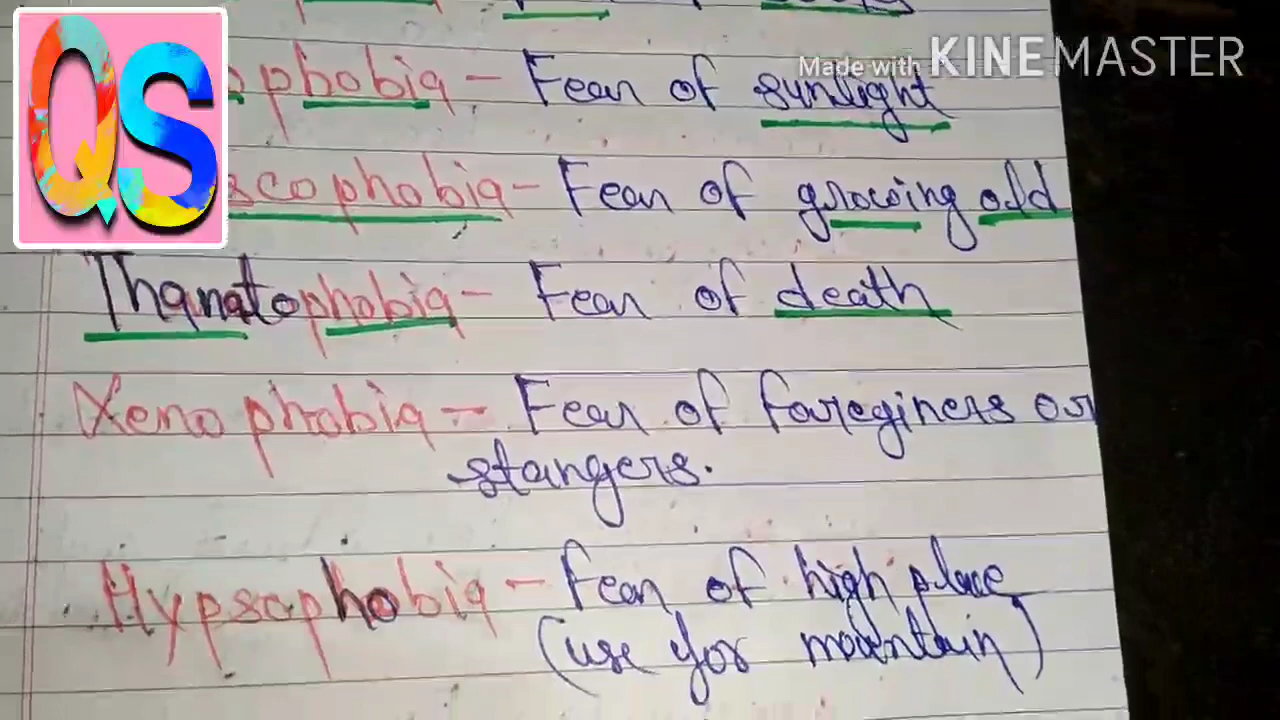 Made with KINEMASTER
QS
ophobia - Fear of sunlight
scophobia - Fear of growing old
Thanatophobia - Fear of death
Xenophobia - Fear of foreginers or
stangers.
Hypsophobia - Fear of high place
(use for mountain)